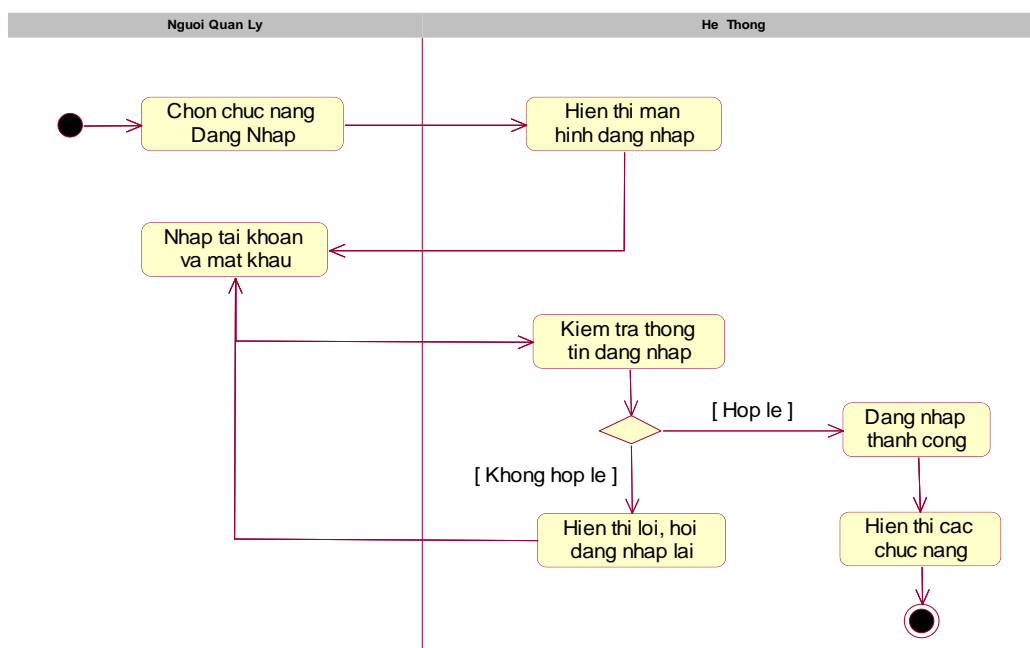 Nguoi Quan Ly
He Thong
Chon chuc nang
Dang Nhap
Hien thi man
hinh dang nhap
Nhap tai khoan
va mat khau
Kiem tra thong
tin dang nhap
[ Hop le ]
Dang nhap
thanh cong
[ Khong hop le ]
Hien thi loi, hoi
dang nhap lai
Hien thi cac
chuc nang